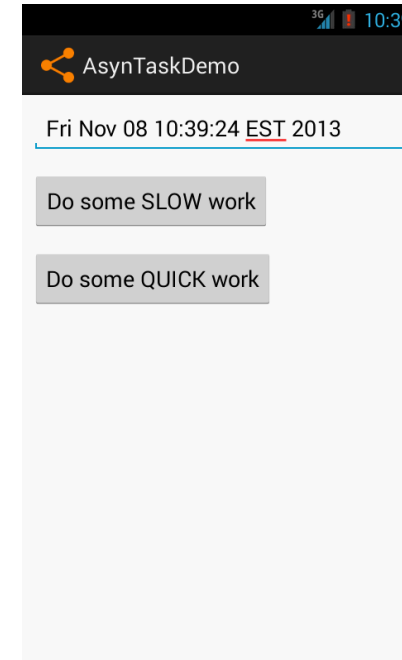 3G 10:3
AsynTaskDemo
Fri Nov 08 10:39:24 EST 2013
Do some SLOW work
Do some QUICK work